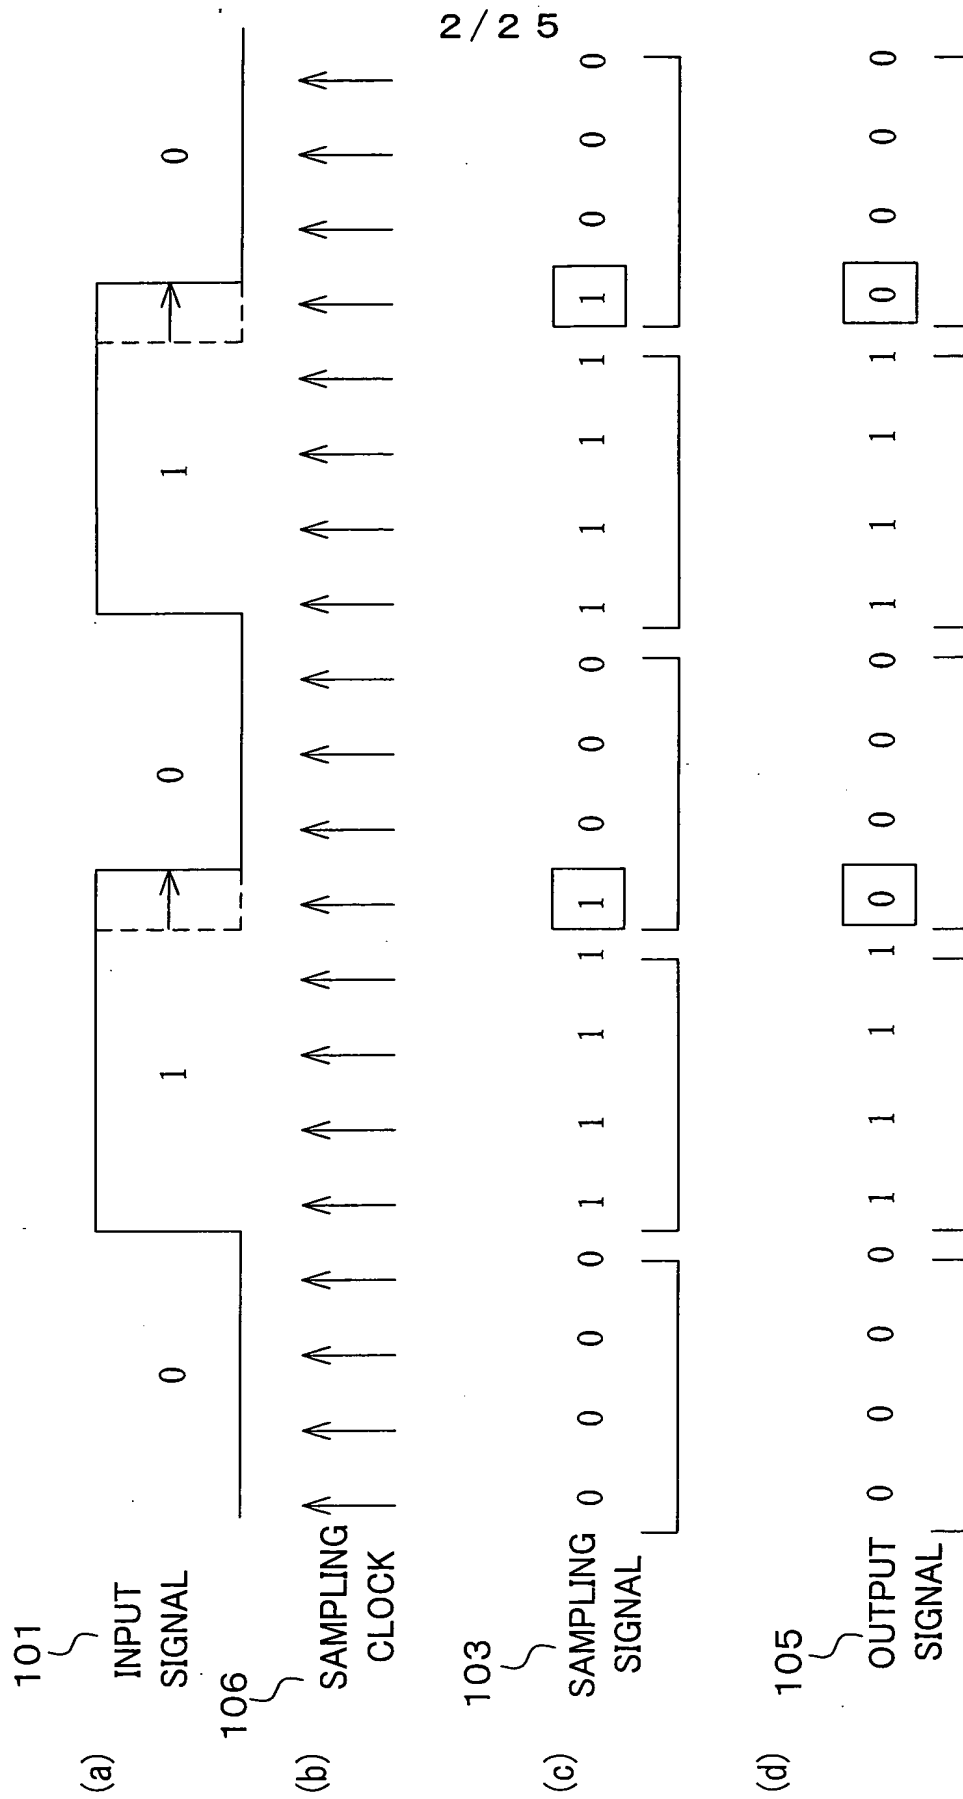 2/25
(a)
101
INPUT
SIGNAL
0 1 0 1 0
(b)
106
SAMPLING
CLOCK
(c)
103
SAMPLING
SIGNAL
0 0 0 0 1 1 1 1 1 0 0 0 1 1 1 1 1 0 0 0
(d)
105
OUTPUT
SIGNAL
0 0 0 0 1 1 1 1 0 0 0 0 1 1 1 1 0 0 0 0